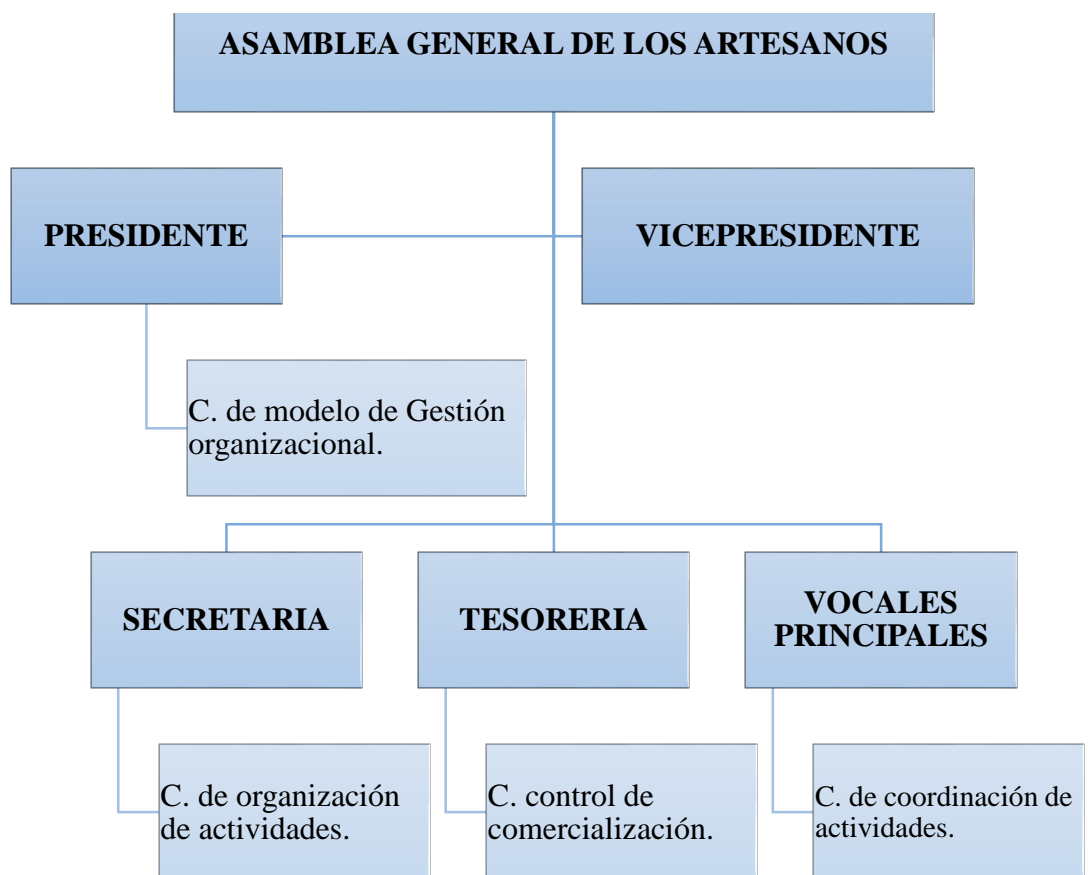 ASAMBLEA GENERAL DE LOS ARTESANOS
PRESIDENTE
VICEPRESIDENTE
C. de modelo de Gestión
organizacional.
SECRETARIA
TESORERIA
VOCALES
PRINCIPALES
C. de organización
de actividades.
C. control de
comercialización.
C. de coordinación de
actividades.